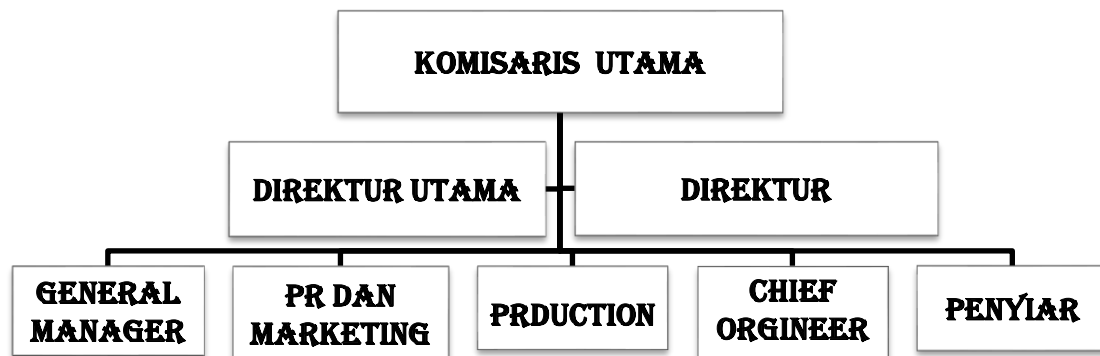 KOMISARIS UTAMA
DIREKTUR UTAMA
DIREKTUR
GENERAL
MANAGER
PR DAN
MARKETING
PRDUCTION
CHIEF
ORGINEER
PENYIAR